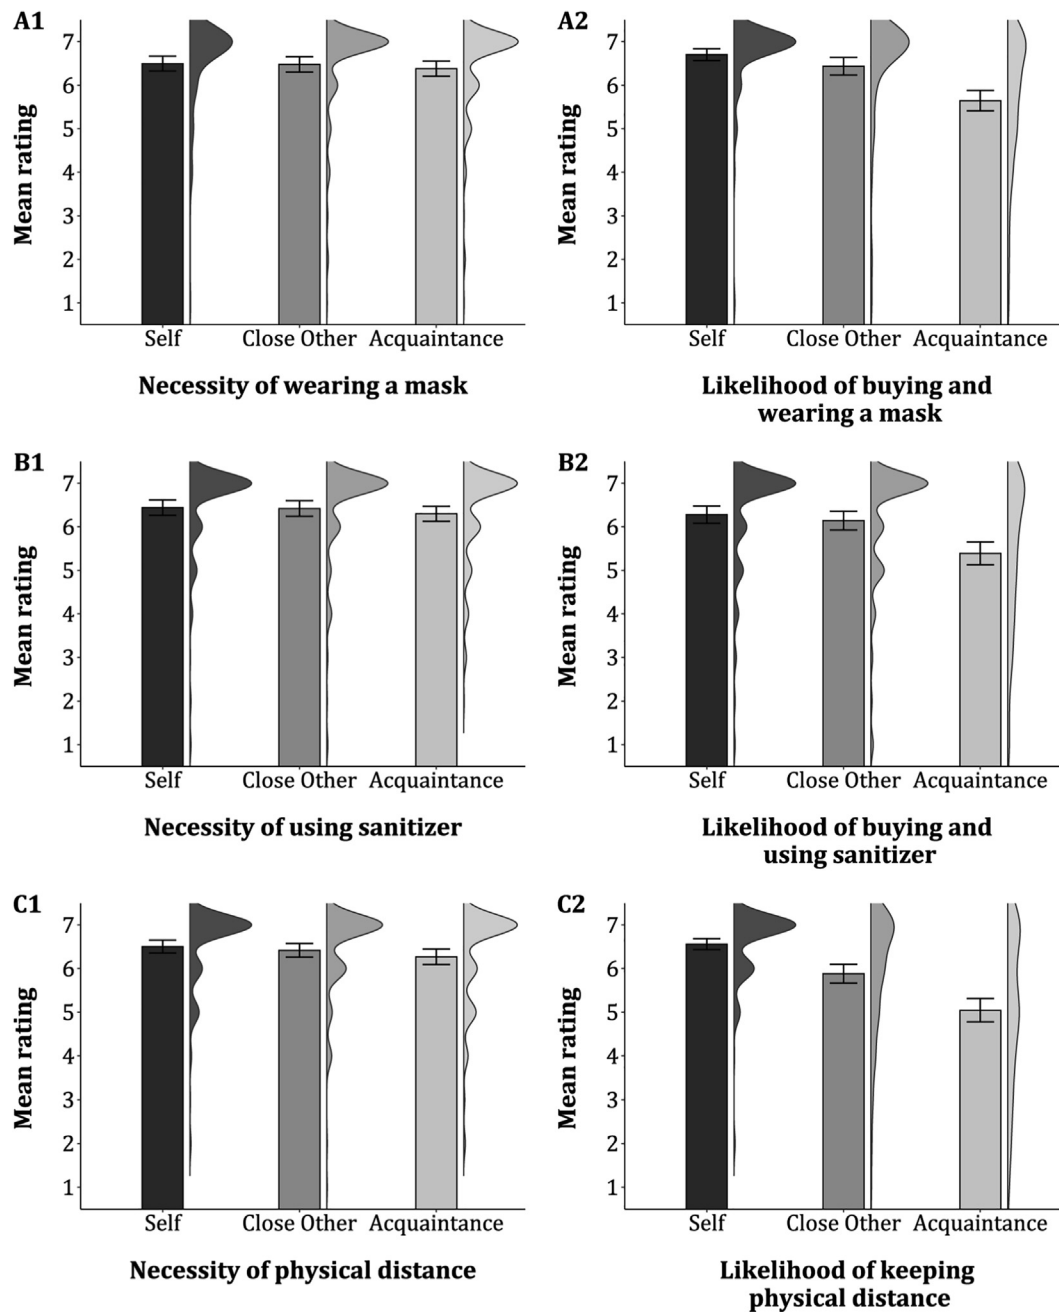 A1
Mean rating
7
6
5
4
3
2
1
Self Close Other Acquaintance
Necessity of wearing a mask
A2
Mean rating
7
6
5
4
3
2
1
Self Close Other Acquaintance
Likelihood of buying and
wearing a mask
B1
Mean rating
7
6
5
4
3
2
1
Self Close Other Acquaintance
Necessity of using sanitizer
B2
Mean rating
7
6
5
4
3
2
1
Self Close Other Acquaintance
Likelihood of buying and
using sanitizer
C1
Mean rating
7
6
5
4
3
2
1
Self Close Other Acquaintance
Necessity of physical distance
C2
Mean rating
7
6
5
4
3
2
1
Self Close Other Acquaintance
Likelihood of keeping
physical distance